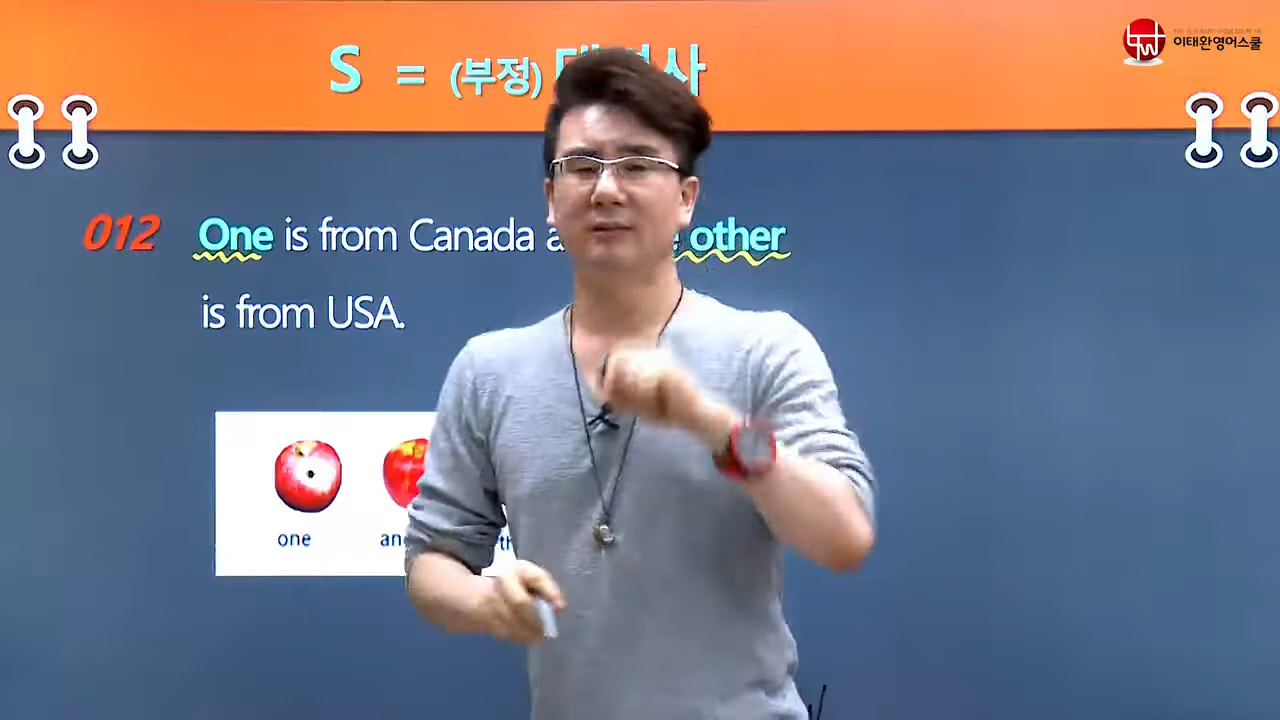 S = (부정)
이태완영어스쿨
012 One is from Canada other
is from USA.
one